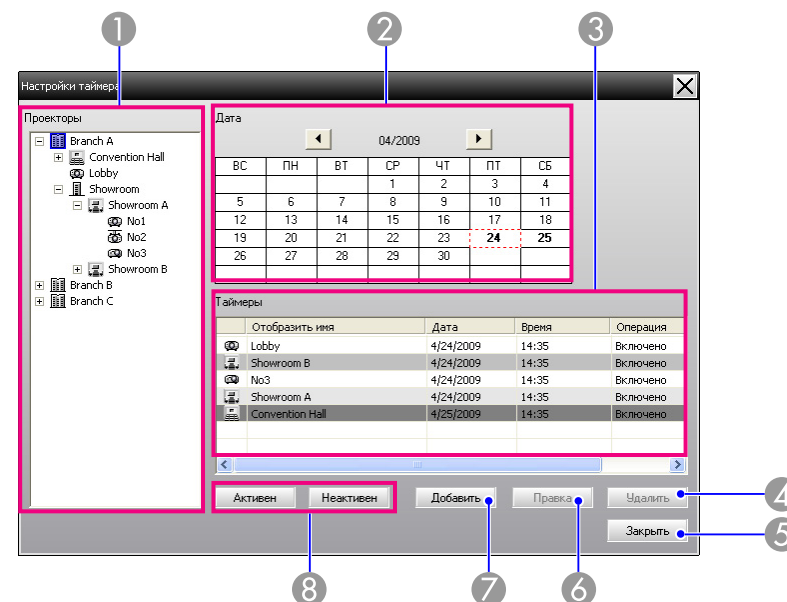 1 2 3
Настройки таймера
Проекторы
Branch A
Convention Hall
Lobby
Showroom
Showroom A
No1
No2
No3
Showroom B
Branch B
Branch C
Дата
04/2009
ВС ПН ВТ СР ЧТ ПТ СБ
1 2 3 4
5 6 7 8 9 10 11
12 13 14 15 16 17 18
19 20 21 22 23 24 25
26 27 28 29 30
Таймеры
Отобразить имя Дата Время Операция
Lobby 4/24/2009 14:35 Включено
Showroom B 4/24/2009 14:35 Включено
No3 4/24/2009 14:35 Включено
Showroom A 4/24/2009 14:35 Включено
Convention Hall 4/25/2009 14:35 Включено
Активен Неактивен Добавить Правка Удалить 4
Закрыть 5
8 7 6